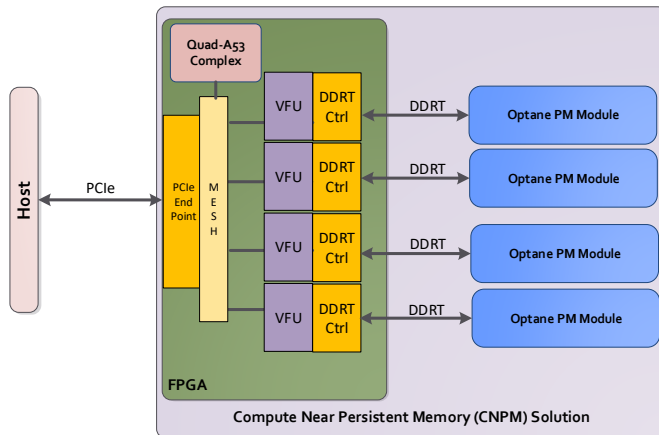 Quad-A53
Complex
VFU
DDRT
Ctrl
DDRT
Optane PM Module
VFU
DDRT
Ctrl
DDRT
Optane PM Module
Host
PCIe
PCIe
End
Point
M
E
S
H
VFU
DDRT
Ctrl
DDRT
Optane PM Module
VFU
DDRT
Ctrl
DDRT
Optane PM Module
FPGA
Compute Near Persistent Memory (CNPM) Solution